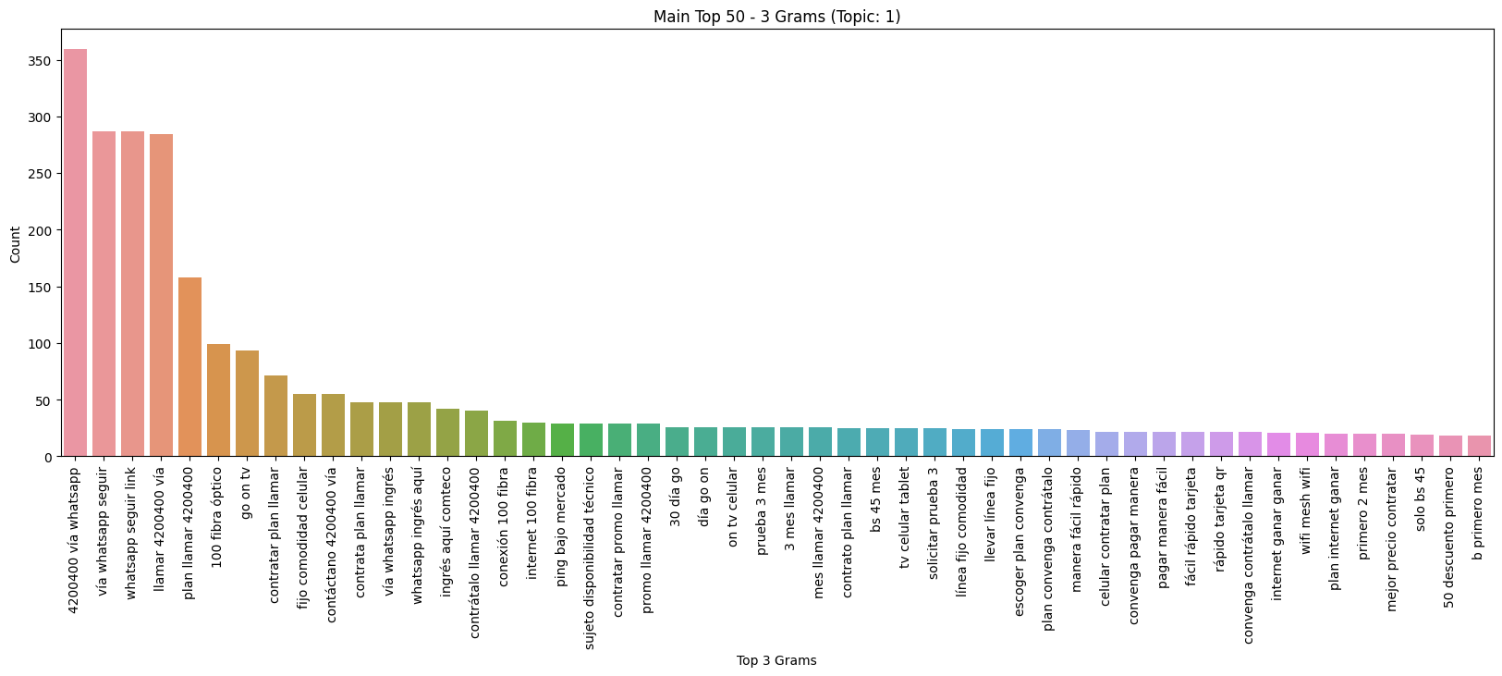 Main Top 50 - 3 Grams (Topic: 1)
Count
350
300
250
200
150
100
50
0
4200400 vía whatsapp
vía whatsapp seguir
whatsapp seguir link
llamar 4200400 vía
plan llamar 4200400
100 fibra óptico
go on tv
contratar plan llamar
fijo comodidad celular
contáctano 4200400 vía
contrata plan llamar
vía whatsapp ingrés
whatsapp ingrés aquí
ingrés aquí comteco
contrátalo llamar 4200400
conexión 100 fibra
internet 100 fibra
ping bajo mercado
sujeto disponibilidad técnico
contratar promo llamar
promo llamar 4200400
30 día go
día go on
on tv celular
prueba 3 mes
3 mes llamar
mes llamar 4200400
contrato plan llamar
bs 45 mes
tv celular tablet
solicitar prueba 3
línea fijo comodidad
llevar línea fijo
escoger plan convenga
plan convenga contrátalo
manera fácil rápido
celular contratar plan
convenga pagar manera
pagar manera fácil
fácil rápido tarjeta
rápido tarjeta qr
convenga contrátalo llamar
internet ganar ganar
wifi mesh wifi
plan internet ganar
primero 2 mes
mejor precio contratar
solo bs 45
50 descuento primero
b primero mes
Top 3 Grams